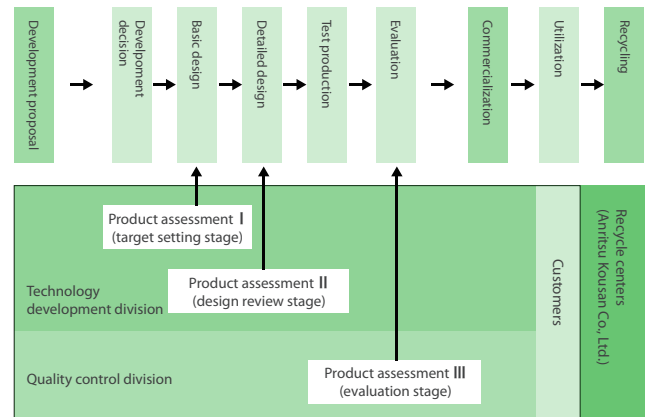 Development proposal
Develpoment
decision
Basic design
Detailed design
Test production
Evaluation
Commercialization
Utilization
Recycling
Product assessment I
(target setting stage)
Product assessment II
(design review stage)
Technology
development division
Product assessment III
(evaluation stage)
Quality control division
Customers
Recycle centers
(Anritsu Kousan Co., Ltd.)